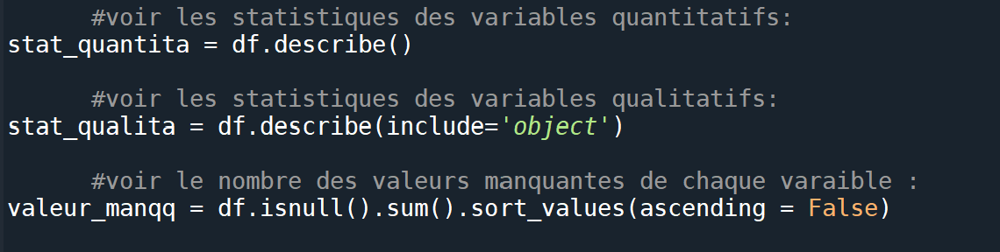 #voir les statistiques des variables quantitatifs:
stat_quantita = df.describe()
#voir les statistiques des variables qualitatifs:
stat_qualita = df.describe(include='object')
#voir le nombre des valeurs manquantes de chaque varaible :
valeur_manqq = df.isnull().sum().sort_values(ascending = False)